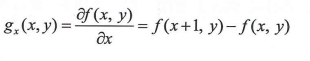 g_x(x, y) = ∂f(x, y)/∂x = f(x+1, y) − f(x, y)